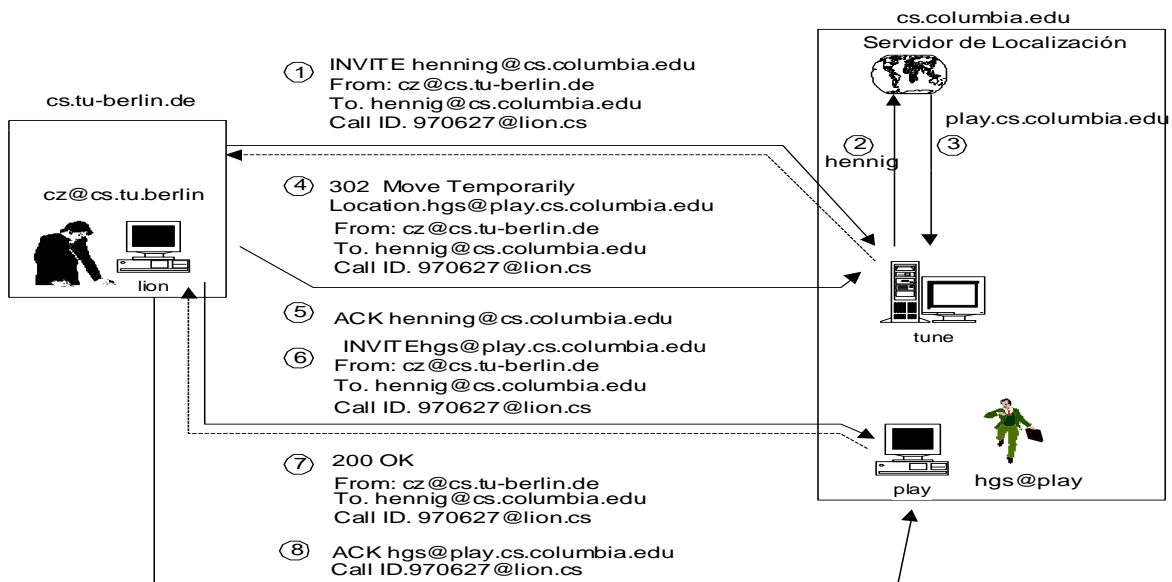 cs.columbia.edu
Servidor de Localización
1 INVITE henning@cs.columbia.edu
From: cz@cs.tu-berlin.de
To. hennig@cs.columbia.edu
Call ID. 970627@lion.cs
cs.tu-berlin.de
play.cs.columbia.edu
2 3
hennig
cz@cs.tu.berlin
lion
4 302 Move Temporarily
Location.hgs@play.cs.columbia.edu
From: cz@cs.tu-berlin.de
To. hennig@cs.columbia.edu
Call ID. 970627@lion.cs
5 ACK henning@cs.columbia.edu
tune
6 INVITEhgs@play.cs.columbia.edu
From: cz@cs.tu-berlin.de
To. hennig@cs.columbia.edu
Call ID. 970627@lion.cs
7 200 OK
From: cz@cs.tu-berlin.de
To. hennig@cs.columbia.edu
Call ID. 970627@lion.cs
play
hgs@play
8 ACK hgs@play.cs.columbia.edu
Call ID.970627@lion.cs